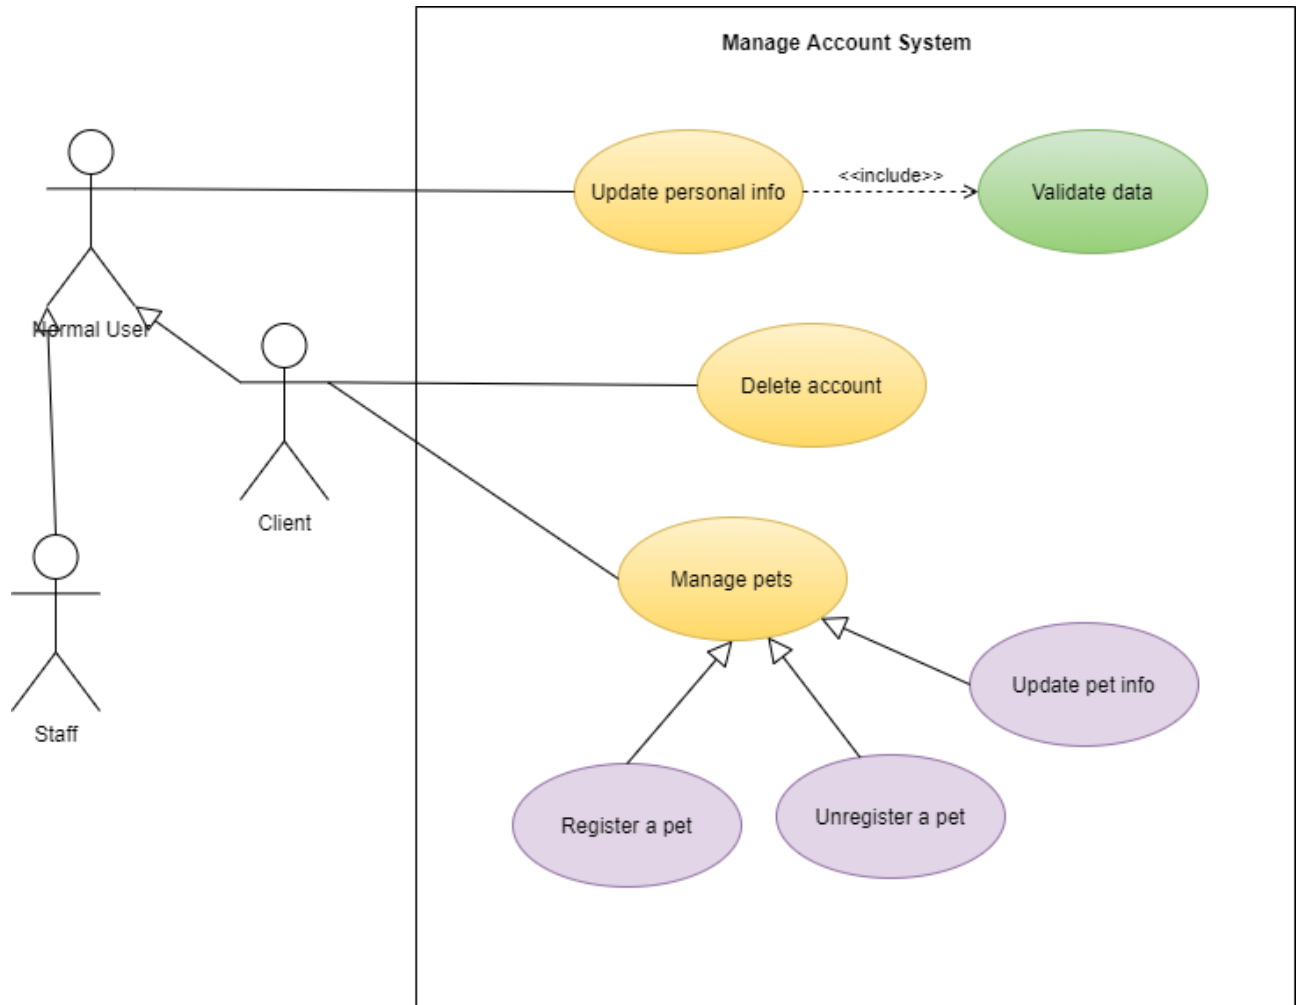 Manage Account System
Update personal info
<<include>>
Validate data
Normal User
Delete account
Client
Manage pets
Update pet info
Staff
Register a pet
Unregister a pet